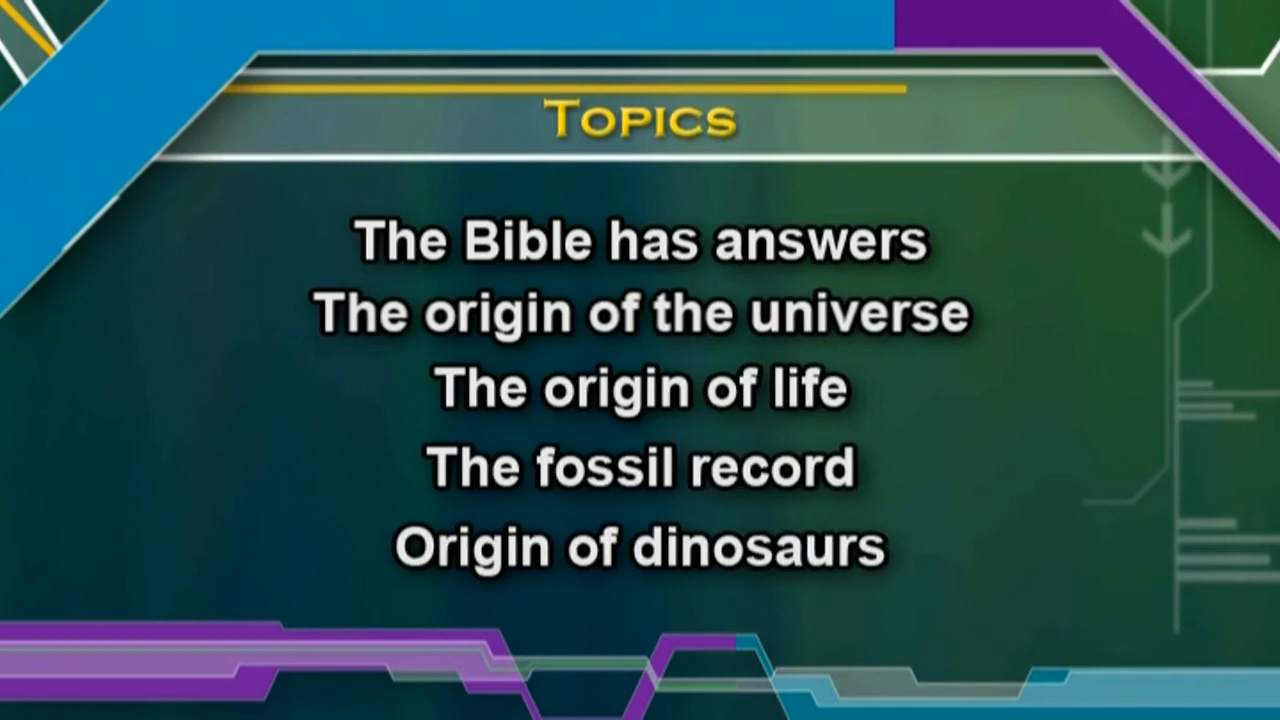 Topics
The Bible has answers
The origin of the universe
The origin of life
The fossil record
Origin of dinosaurs